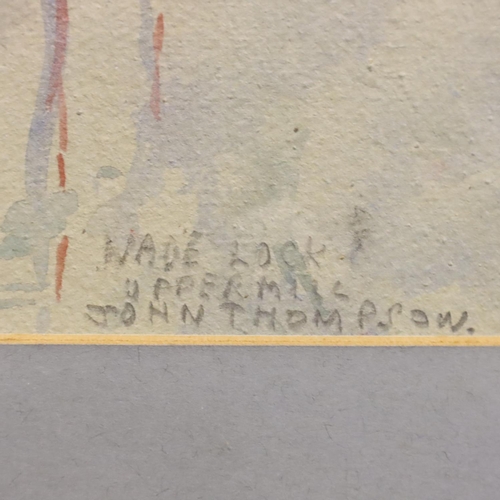 WADE LOCK
UPPERMILL
JOHN THOMPSON.